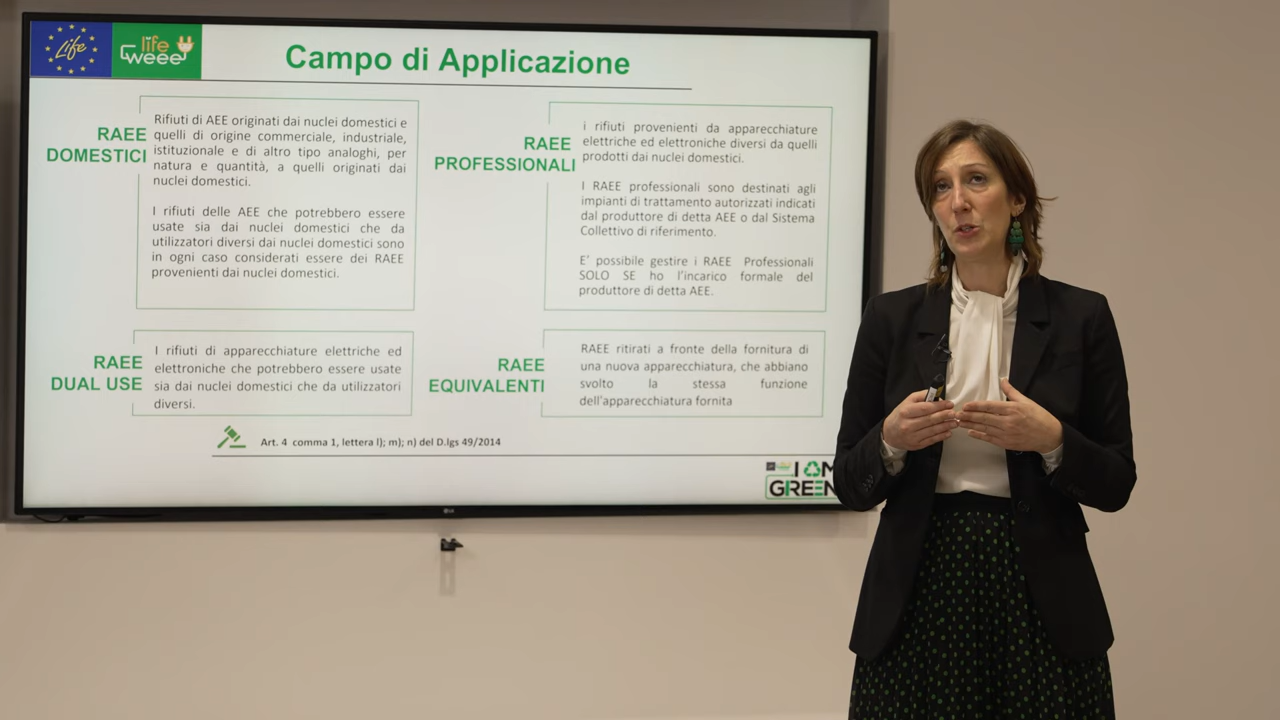 Life
life
weee
Campo di Applicazione
RAEE
DOMESTICI
Rifiuti di AEE originati dai nuclei domestici e
quelli di origine commerciale, industriale,
istituzionale e di altro tipo analoghi, per
natura e quantità, a quelli originati dai
nuclei domestici.
I rifiuti delle AEE che potrebbero essere
usate sia dai nuclei domestici che da
utilizzatori diversi dai nuclei domestici sono
in ogni caso considerati essere dei RAEE
provenienti dai nuclei domestici.
RAEE
PROFESSIONALI
i rifiuti provenienti da apparecchiature
elettriche ed elettroniche diversi da quelli
prodotti dai nuclei domestici.
I RAEE professionali sono destinati agli
impianti di trattamento autorizzati indicati
dal produttore di detta AEE o dal Sistema
Collettivo di riferimento.
E' possibile gestire i RAEE Professionali
SOLO SE ho l'incarico formale del
produttore di detta AEE.
RAEE
DUAL USE
I rifiuti di apparecchiature elettriche ed
elettroniche che potrebbero essere usate
sia dai nuclei domestici che da utilizzatori
diversi.
RAEE
EQUIVALENTI
RAEE ritirati a fronte della fornitura di
una nuova apparecchiatura, che abbiano
svolto la stessa funzione
dell'apparecchiatura fornita
Art. 4 comma 1, lettera l); m); n) del D.lgs 49/2014
I AM
GREEN
LG